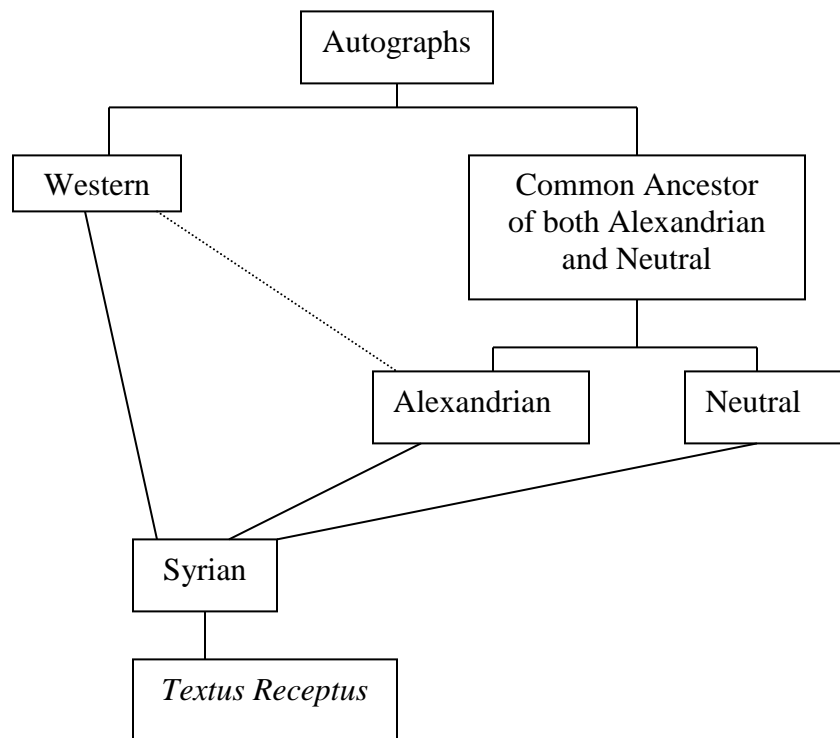 Autographs
Western
Common Ancestor
of both Alexandrian
and Neutral
Alexandrian
Neutral
Syrian
Textus Receptus